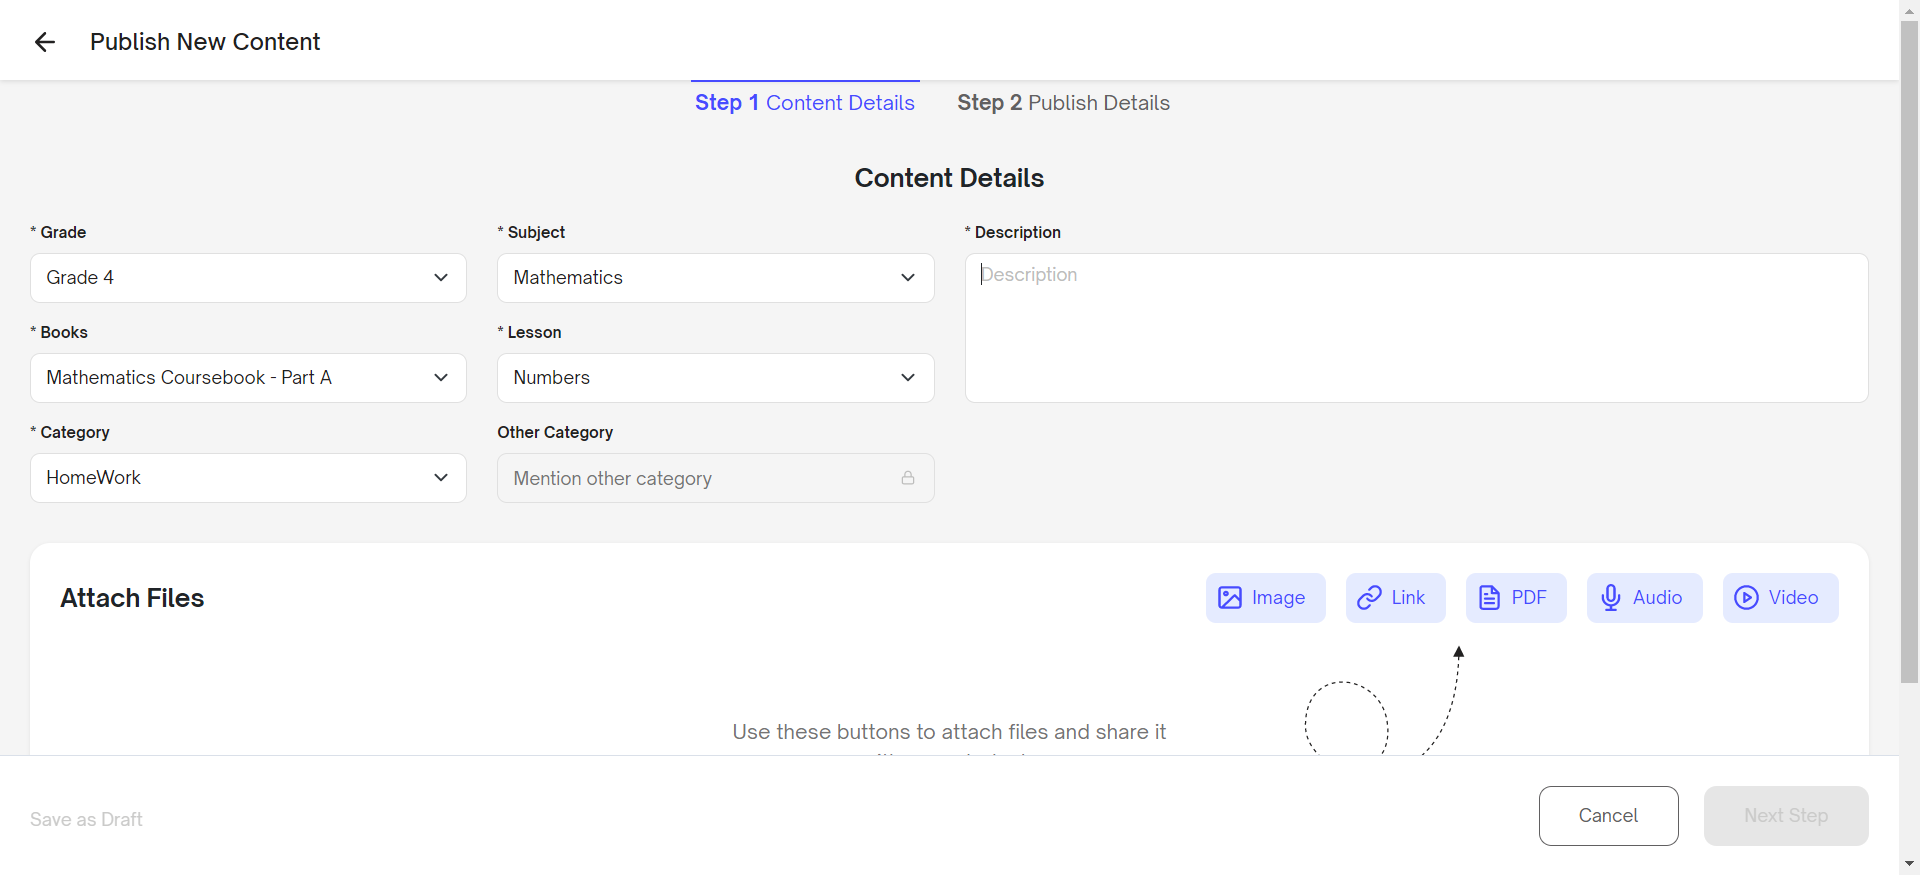 Publish New Content
Step 1 Content Details
Step 2 Publish Details
Content Details
* Grade
* Subject
* Description
Grade 4
Mathematics
Description
* Books
* Lesson
Mathematics Coursebook - Part A
Numbers
* Category
Other Category
HomeWork
Mention other category
Attach Files
Image
Link
PDF
Audio
Video
Use these buttons to attach files and share it
Save as Draft
Cancel
Next Step